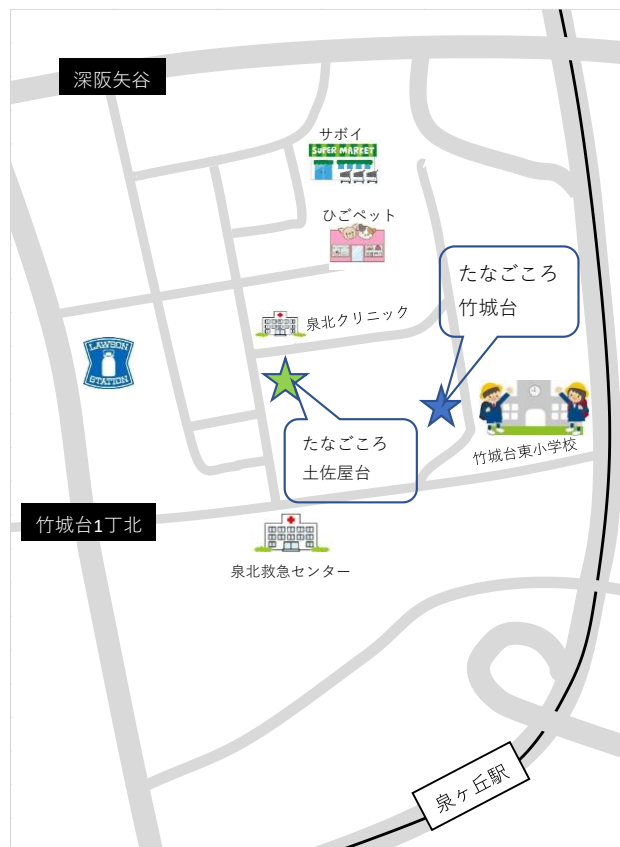 深阪矢谷
サボイ
SUPER MARKET
ひごペット
たなごころ
竹城台
泉北クリニック
LAWSON
STATION
たなごころ
土佐屋台
竹城台東小学校
竹城台1丁北
泉北救急センター
泉ヶ丘駅